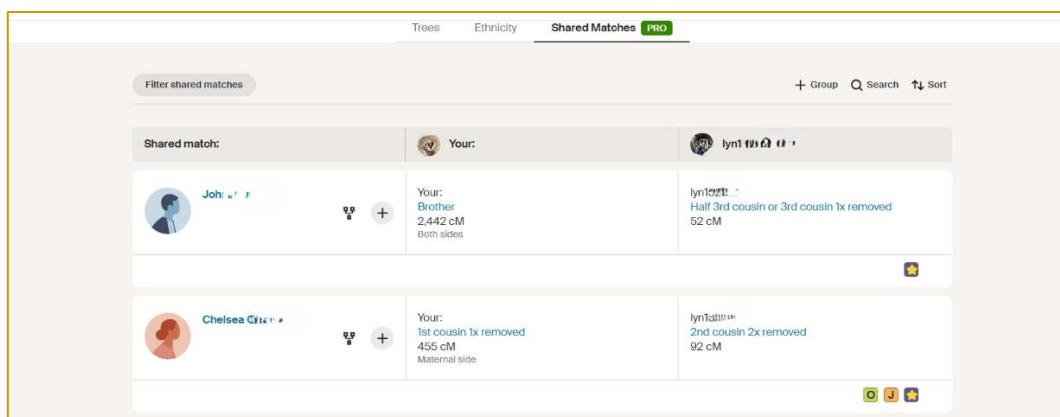 Trees Ethnicity Shared Matches PRO
Filter shared matches + Group Search Sort
Shared match: Your: lyn1
Your:
Brother
2,442 cM
Both sides
Half 3rd cousin or 3rd cousin 1x removed
52 cM
Chelsea
Your:
1st cousin 1x removed
455 cM
Maternal side
2nd cousin 2x removed
92 cM
O J